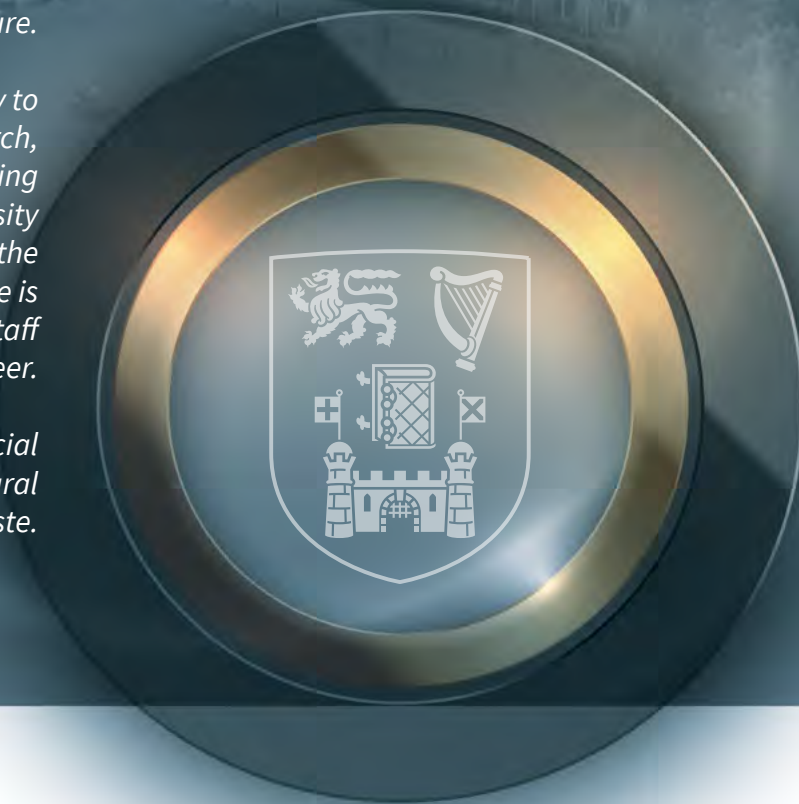 ure.
y to
rch,
ing
sity
the
e is
taff
eer.
cial
ural
ste.